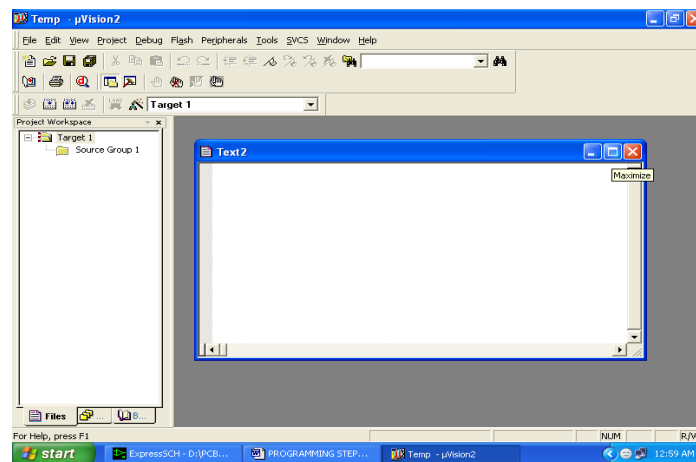 Temp - µVision2
File Edit View Project Debug Flash Peripherals Tools SVCS Window Help
Target 1
Project Workspace
Target 1
Source Group 1
Text2
Maximize
Files ... B...
For Help, press F1
NUM R/W
start ExpressSCH - D:\PCB... PROGRAMMING STEP... Temp - µVision2 12:59 AM